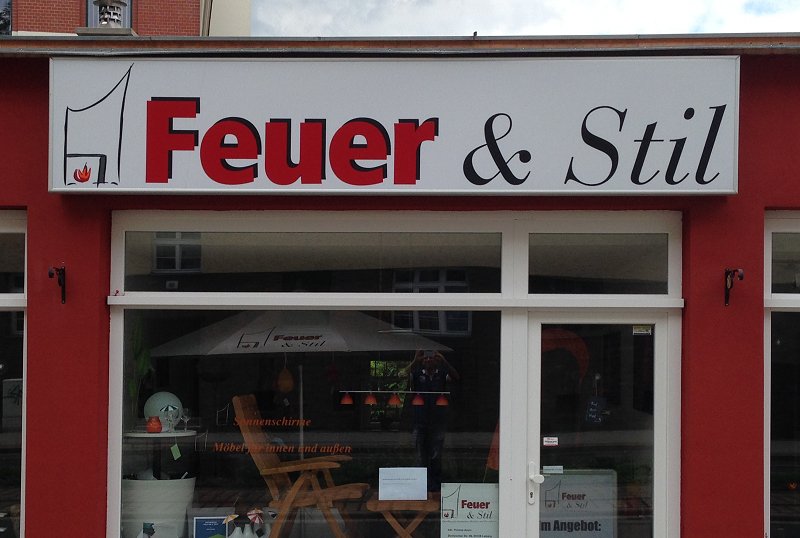 Feuer & Stil
Feuer
& Stil
Sonnenschirme
Möbel für innen und außen
Feuer
& Stil
Feuer
& Stil
m Angebot: